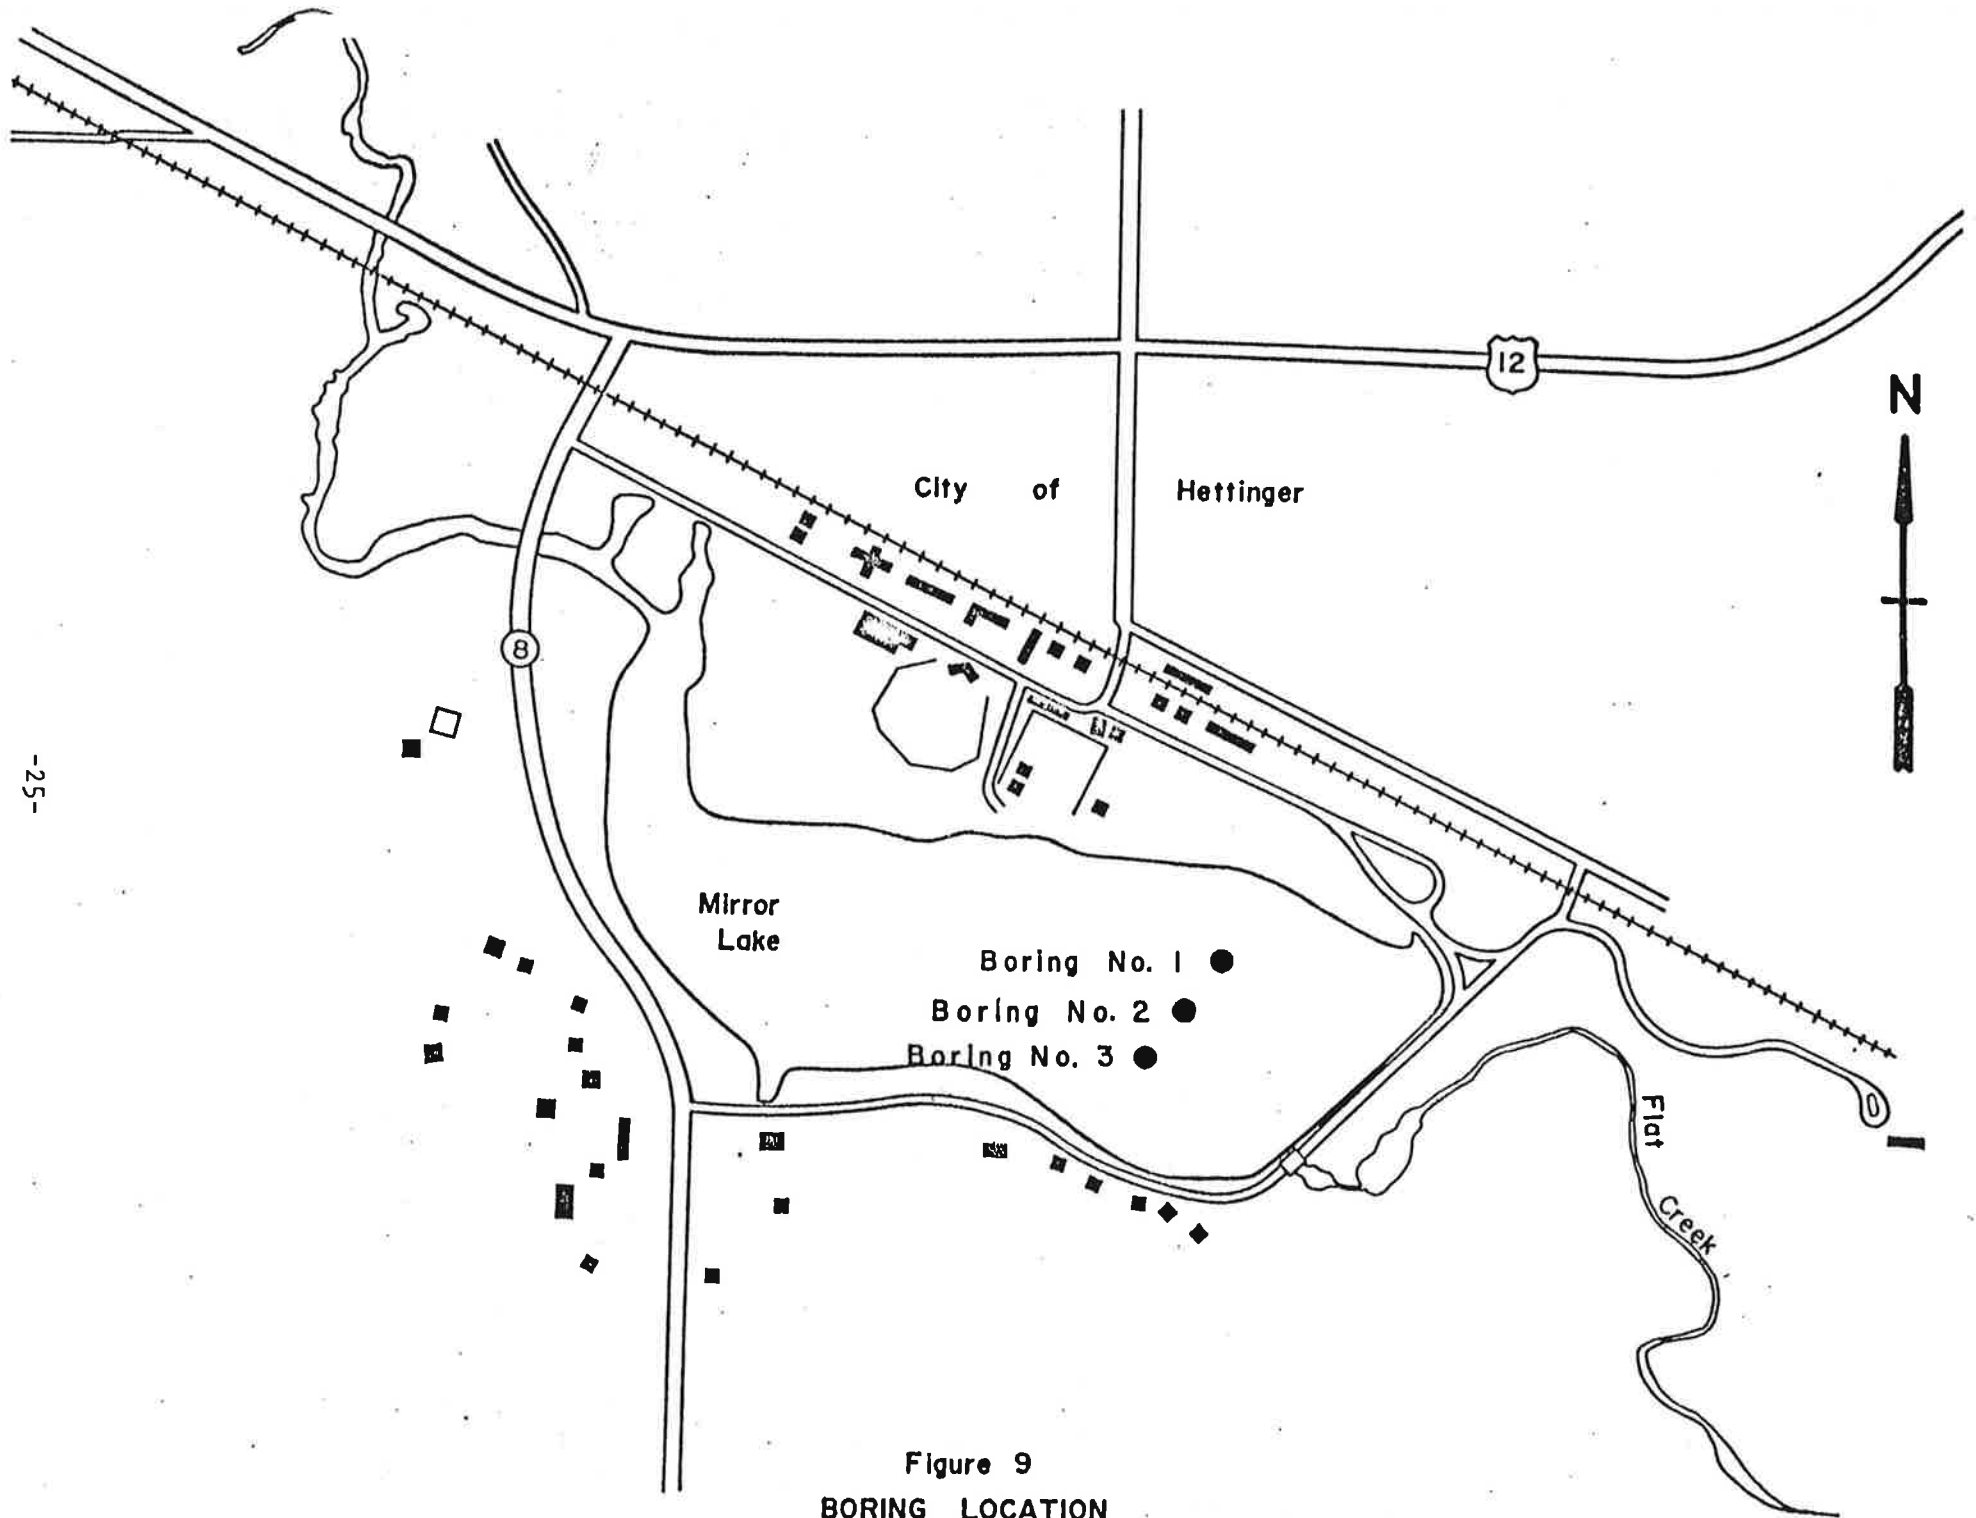 12
N
City of Hettinger
8
-25-
Mirror
Lake
Boring No. 1
Boring No. 2
Boring No. 3
Flat
Creek
Figure 9
BORING LOCATION